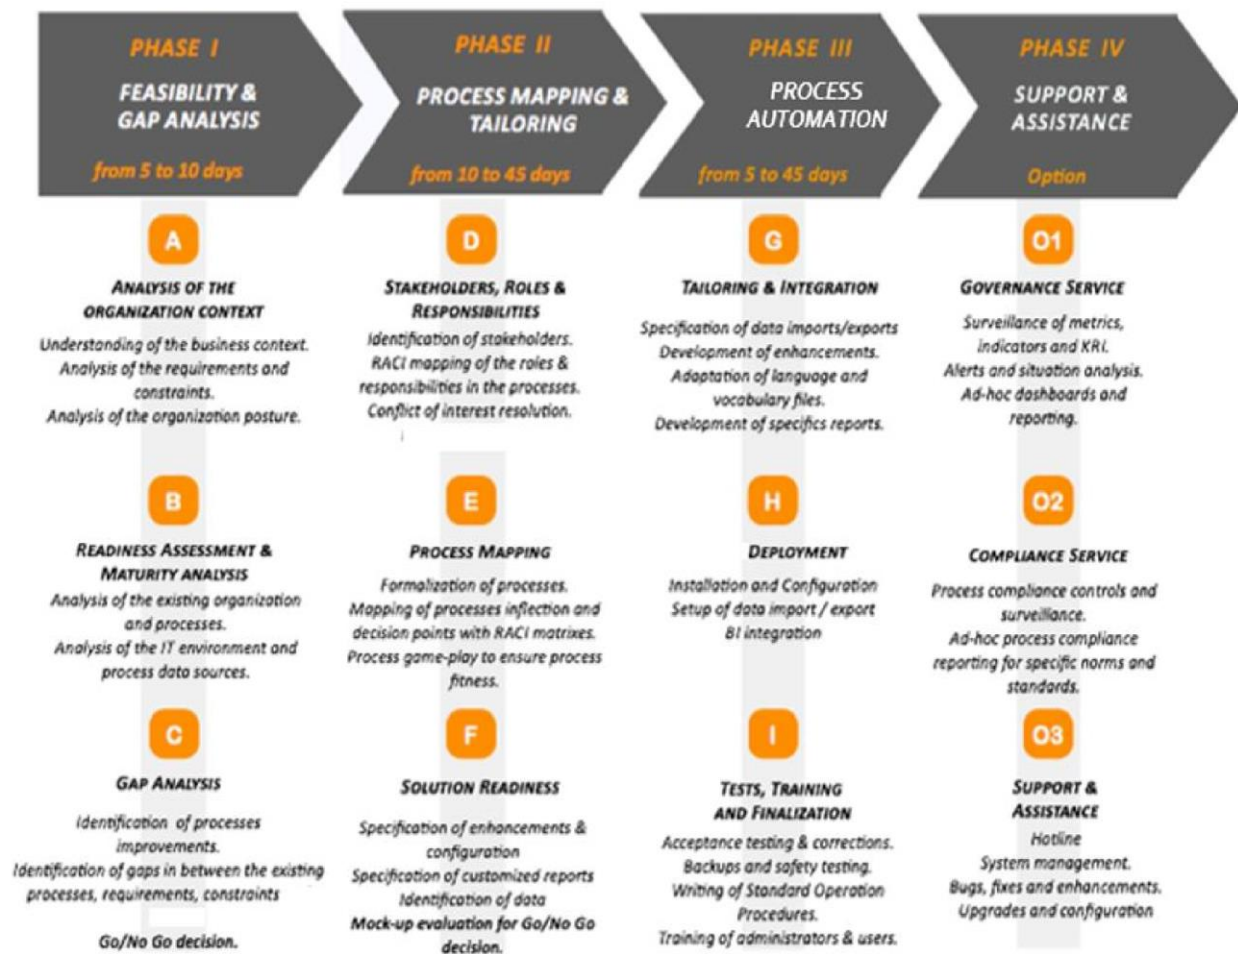 PHASE I
FEASIBILITY &
GAP ANALYSIS
from 5 to 10 days
PHASE II
PROCESS MAPPING &
TAILORING
from 10 to 45 days
PHASE III
PROCESS
AUTOMATION
from 5 to 45 days
PHASE IV
SUPPORT &
ASSISTANCE
Option
A
ANALYSIS OF THE
ORGANIZATION CONTEXT
Understanding of the business context.
Analysis of the requirements and
constraints.
Analysis of the organization posture.
B
READINESS ASSESSMENT &
MATURITY ANALYSIS
Analysis of the existing organization
and processes.
Analysis of the IT environment and
process data sources.
C
GAP ANALYSIS
Identification of processes
improvements.
Identification of gaps in between the existing
processes, requirements, constraints
Go/No Go decision.
D
STAKEHOLDERS, ROLES &
RESPONSIBILITIES
Identification of stakeholders.
RACI mapping of the roles &
responsibilities in the processes.
Conflict of interest resolution.
E
PROCESS MAPPING
Formalization of processes.
Mapping of processes inflection and
decision points with RACI matrixes.
Process game-play to ensure process
fitness.
F
SOLUTION READINESS
Specification of enhancements &
configuration
Specification of customized reports
Identification of data
Mock-up evaluation for Go/No Go
decision.
G
TAILORING & INTEGRATION
Specification of data imports/exports
Development of enhancements.
Adaptation of language and
vocabulary files.
Development of specifics reports.
H
DEPLOYMENT
Installation and Configuration
Setup of data import / export
BI integration
I
TESTS, TRAINING
AND FINALIZATION
Acceptance testing & corrections.
Backups and safety testing.
Writing of Standard Operation
Procedures.
Training of administrators & users.
O1
GOVERNANCE SERVICE
Surveillance of metrics,
indicators and KRI.
Alerts and situation analysis.
Ad-hoc dashboards and
reporting.
O2
COMPLIANCE SERVICE
Process compliance controls and
surveillance.
Ad-hoc process compliance
reporting for specific norms and
standards.
O3
SUPPORT &
ASSISTANCE
Hotline
System management.
Bugs, fixes and enhancements.
Upgrades and configuration